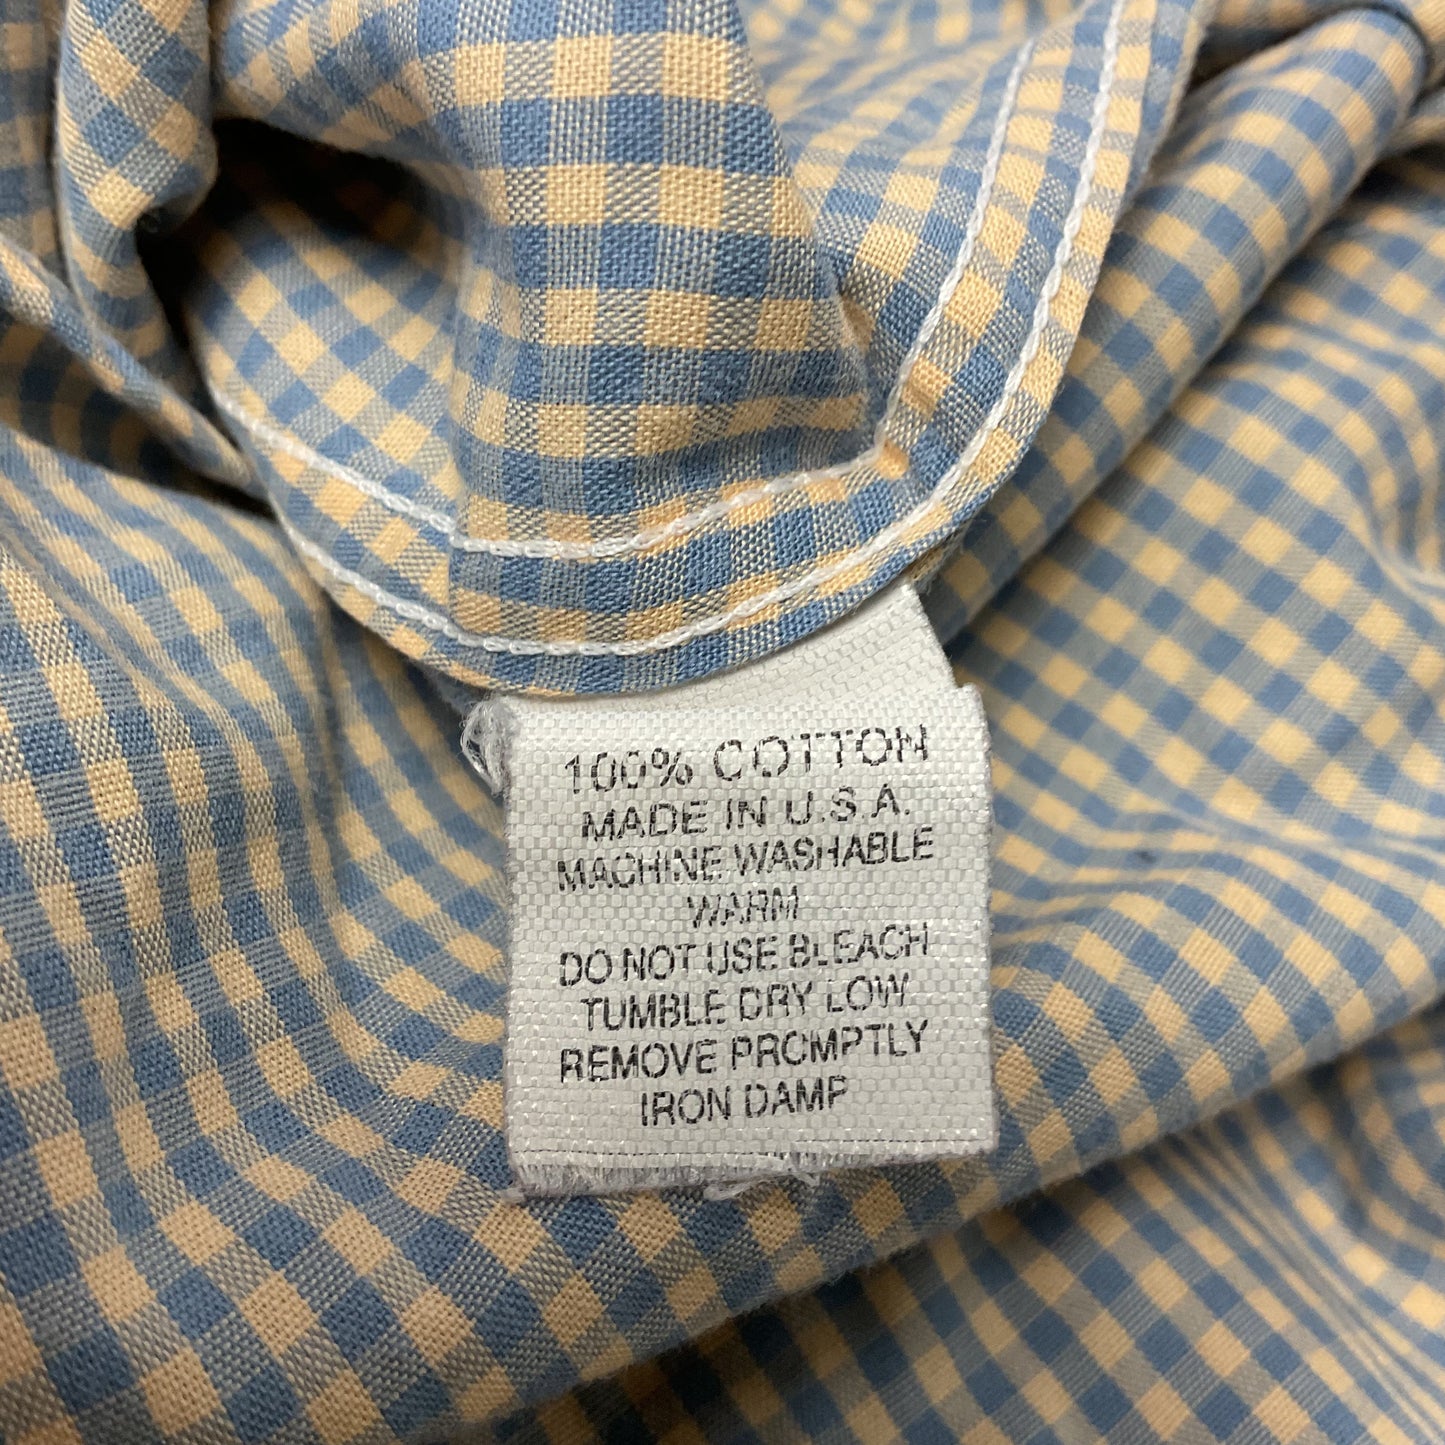 100% COTTON
MADE IN U.S.A.
MACHINE WASHABLE
WARM
DO NOT USE BLEACH
TUMBLE DRY LOW
REMOVE PROMPTLY
IRON DAMP